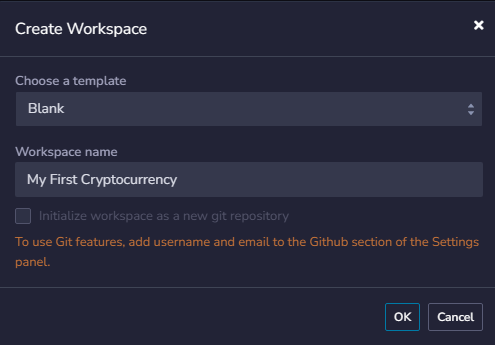 Create Workspace
×
Choose a template
Blank
Workspace name
My First Cryptocurrency
Initialize workspace as a new git repository
To use Git features, add username and email to the Github section of the Settings
panel.
OK Cancel